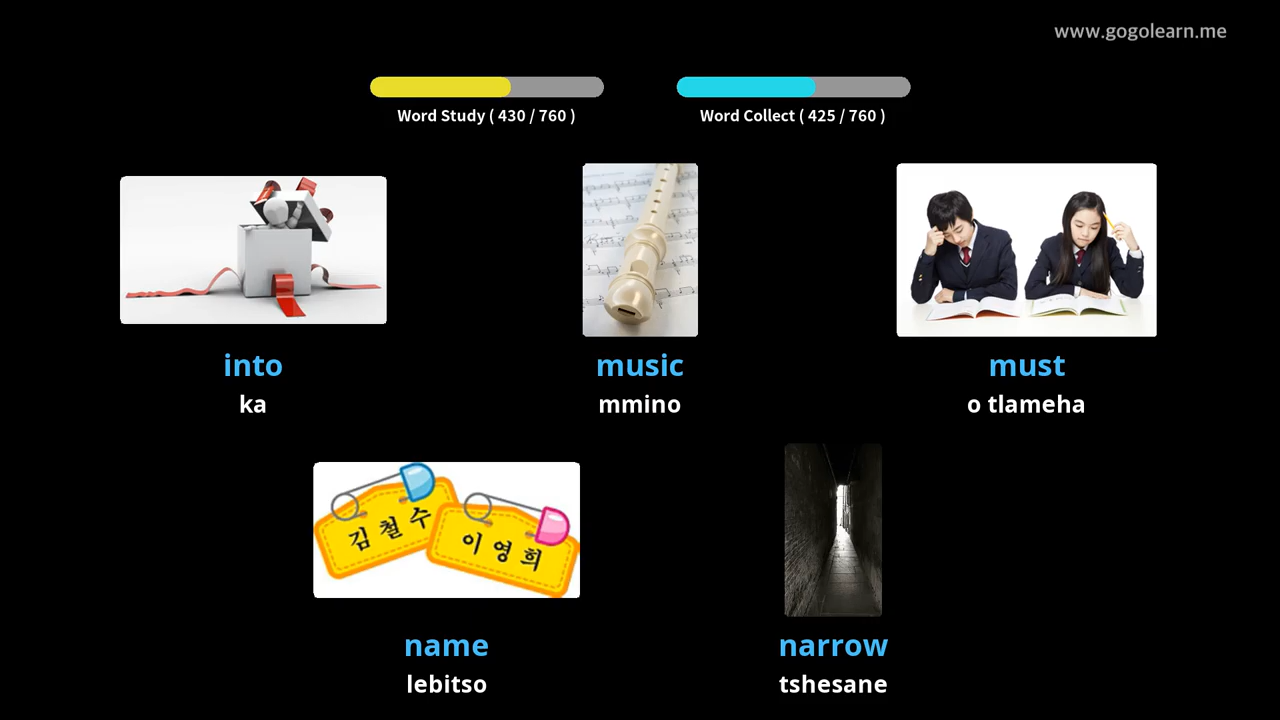 www.gogolearn.me
Word Study ( 430 / 760 )
Word Collect ( 425 / 760 )
into
ka
music
mmino
must
o tlameha
김철수
이영희
name
lebitso
narrow
tshesane